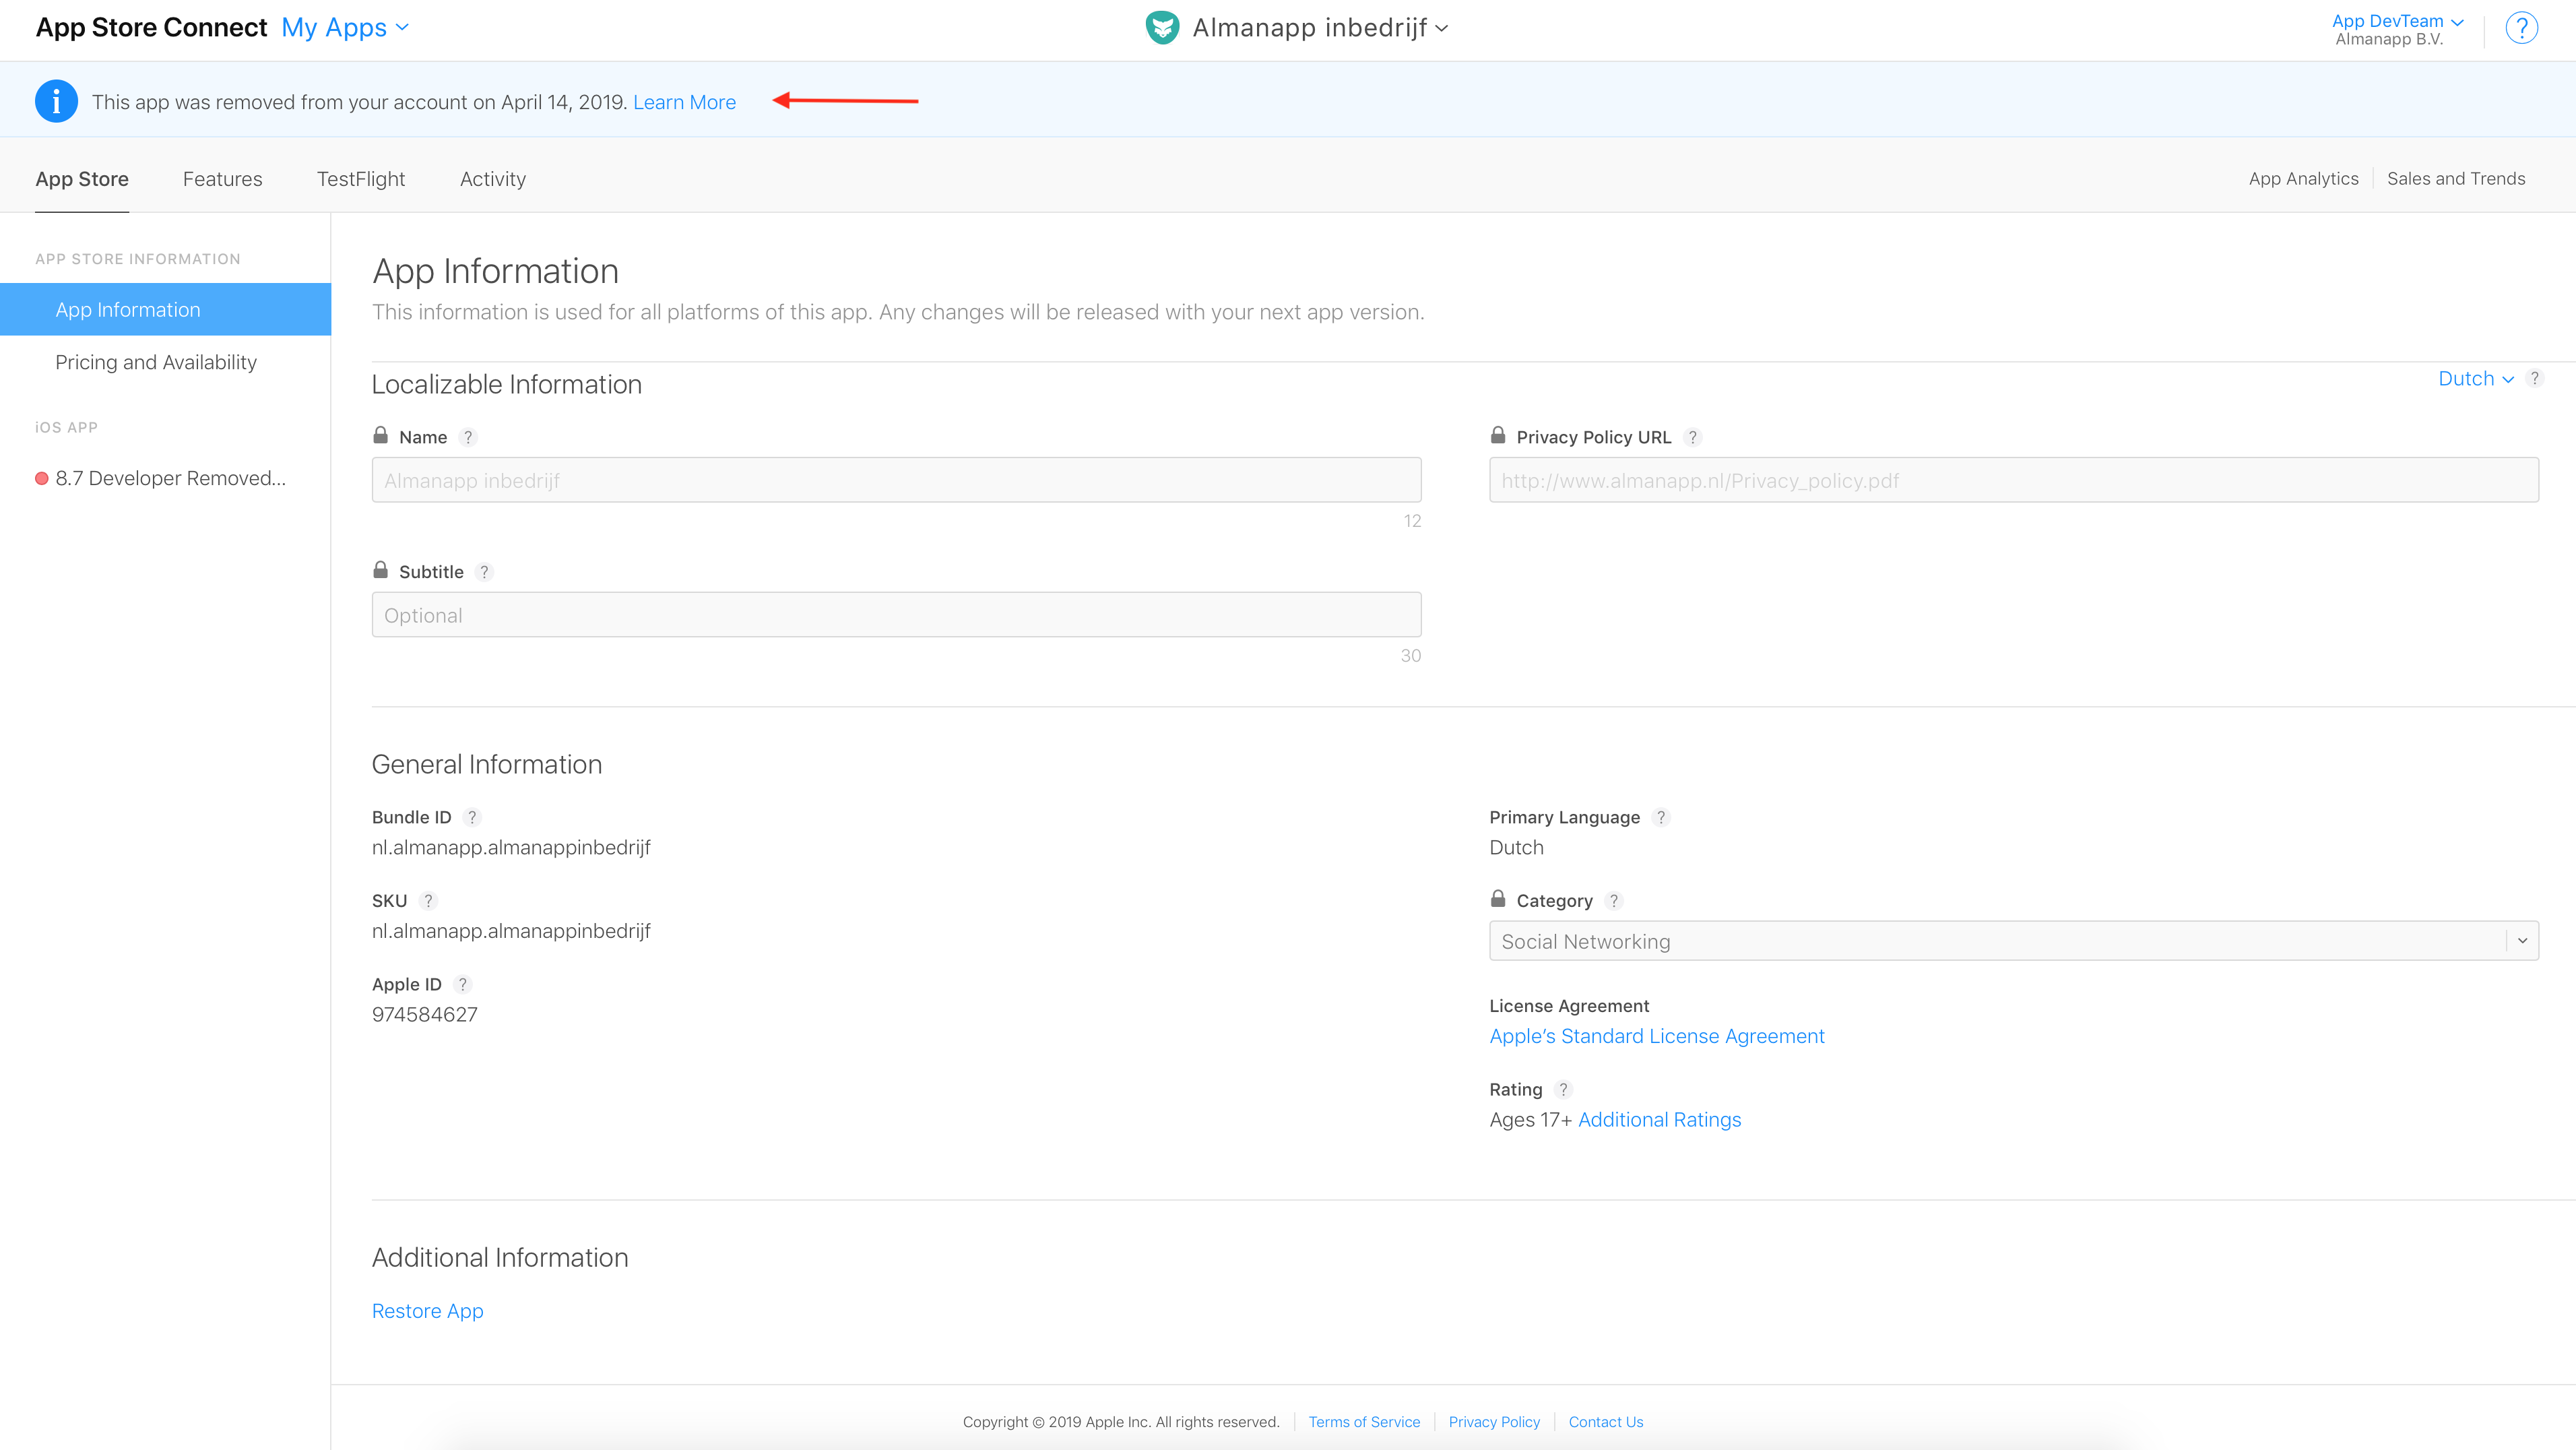 App Store Connect My Apps
Almanapp inbedrijf
App DevTeam
Almanapp B.V.
?
i This app was removed from your account on April 14, 2019. Learn More
App Store Features TestFlight Activity
App Analytics Sales and Trends
APP STORE INFORMATION
App Information
Pricing and Availability
iOS APP
8.7 Developer Removed...
App Information
This information is used for all platforms of this app. Any changes will be released with your next app version.
Localizable Information
Dutch ?
Name ?
Almanapp inbedrijf
12
Privacy Policy URL ?
http://www.almanapp.nl/Privacy_policy.pdf
Subtitle ?
Optional
30
General Information
Bundle ID ?
nl.almanapp.almanappinbedrijf
SKU ?
nl.almanapp.almanappinbedrijf
Apple ID ?
974584627
Primary Language ?
Dutch
Category ?
Social Networking
License Agreement
Apple’s Standard License Agreement
Rating ?
Ages 17+ Additional Ratings
Additional Information
Restore App
Copyright © 2019 Apple Inc. All rights reserved. Terms of Service Privacy Policy Contact Us